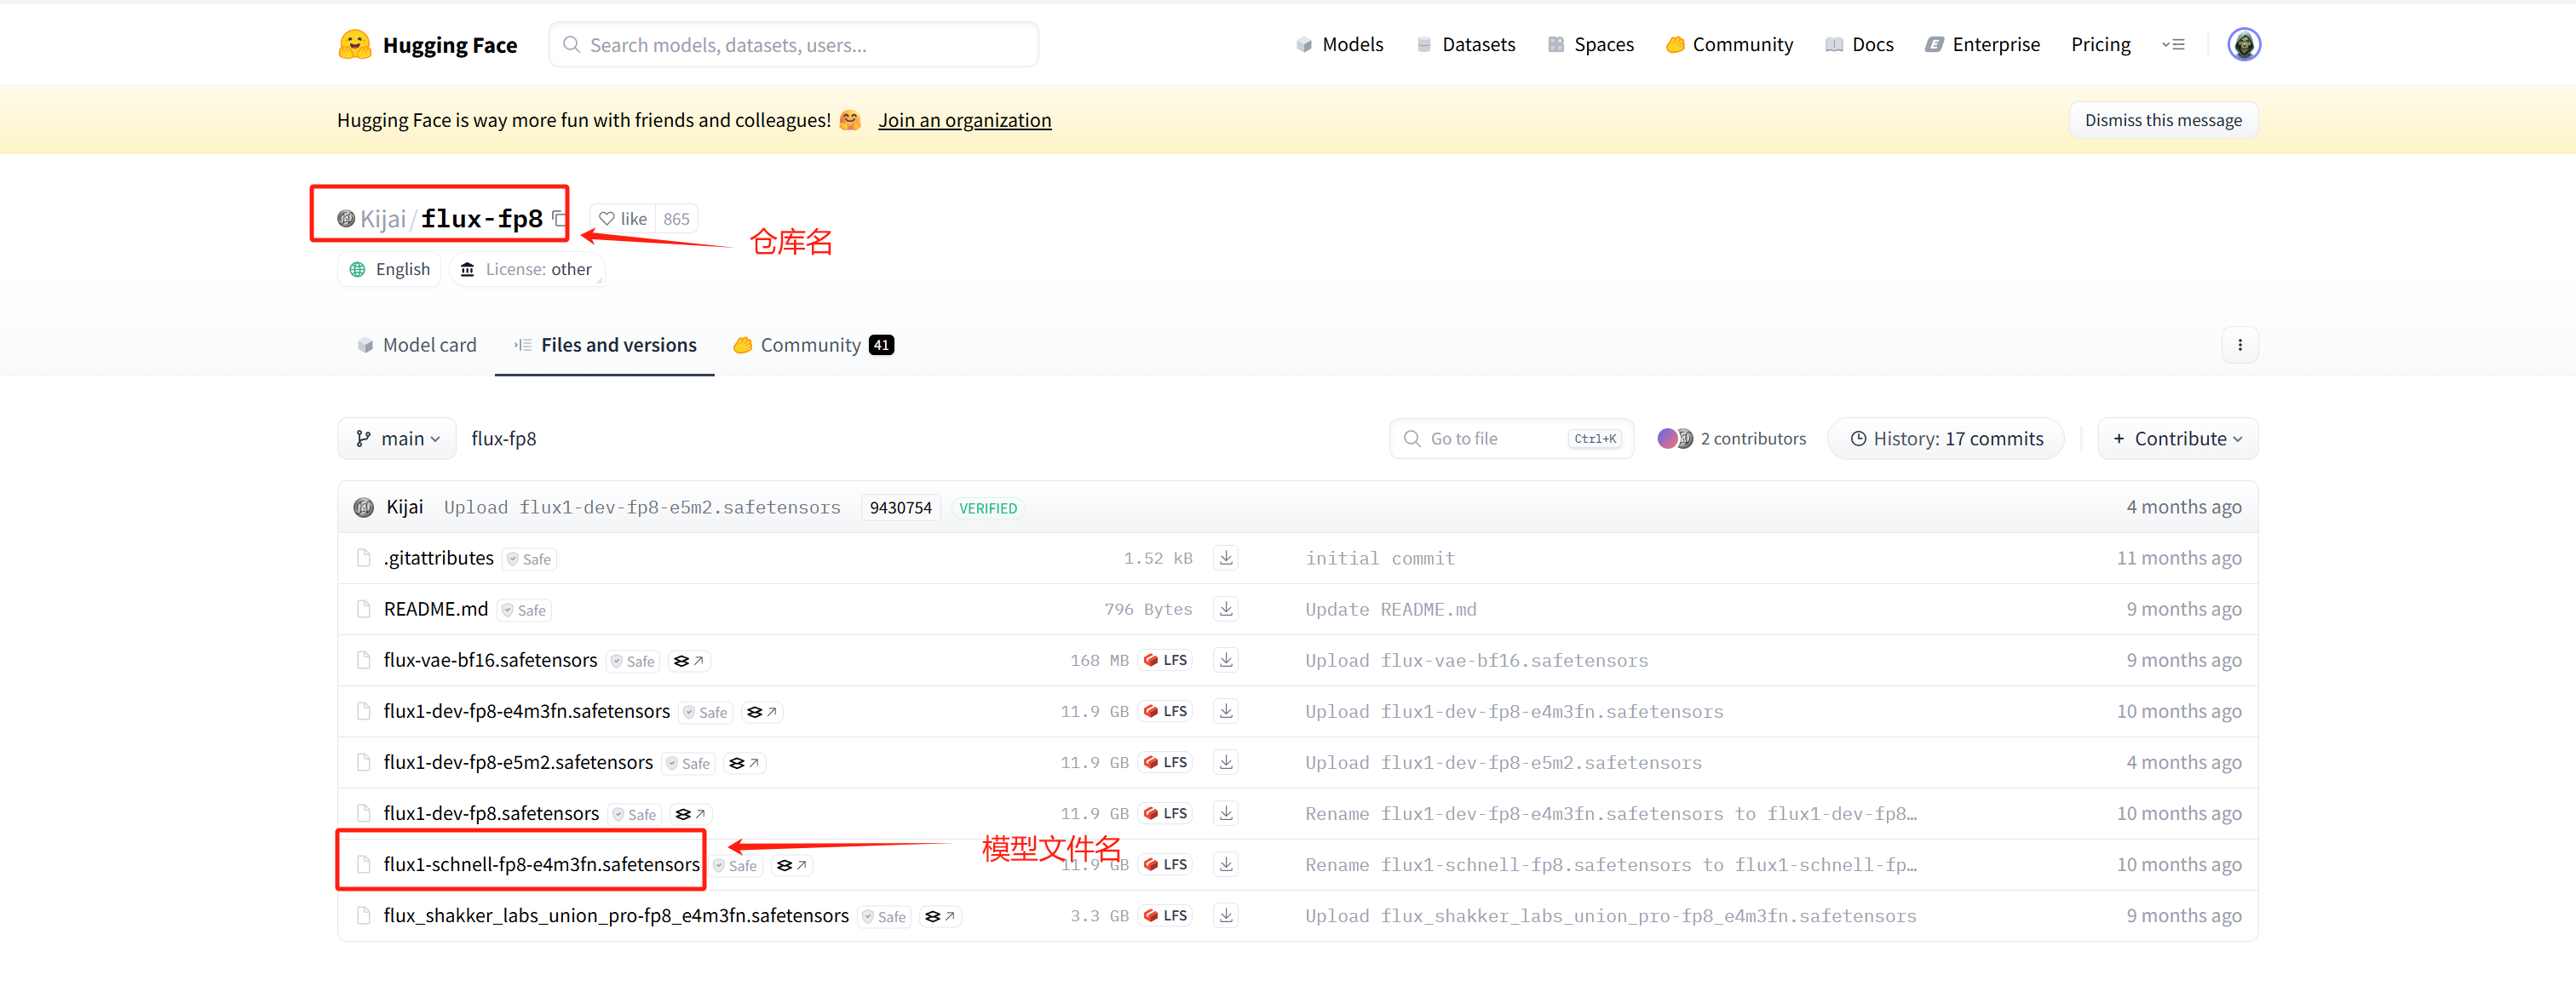 Hugging Face Search models, datasets, users... Models Datasets Spaces Community Docs Enterprise Pricing
Hugging Face is way more fun with friends and colleagues! 🤗 Join an organization Dismiss this message
Kijai/flux-fp8 like 865
仓库名
English License: other
Model card Files and versions Community 41
main flux-fp8 Go to file Ctrl+K 2 contributors History: 17 commits + Contribute
Kijai Upload flux1-dev-fp8-e5m2.safetensors 9430754 VERIFIED 4 months ago
.gitattributes Safe 1.52 kB initial commit 11 months ago
README.md Safe 796 Bytes Update README.md 9 months ago
flux-vae-bf16.safetensors Safe 168 MB LFS Upload flux-vae-bf16.safetensors 9 months ago
flux1-dev-fp8-e4m3fn.safetensors Safe 11.9 GB LFS Upload flux1-dev-fp8-e4m3fn.safetensors 10 months ago
flux1-dev-fp8-e5m2.safetensors Safe 11.9 GB LFS Upload flux1-dev-fp8-e5m2.safetensors 4 months ago
flux1-dev-fp8.safetensors Safe 11.9 GB LFS Rename flux1-dev-fp8-e4m3fn.safetensors to flux1-dev-fp8… 10 months ago
模型文件名
flux1-schnell-fp8-e4m3fn.safetensors Safe 11.9 GB LFS Rename flux1-schnell-fp8.safetensors to flux1-schnell-fp… 10 months ago
flux_shakker_labs_union_pro-fp8_e4m3fn.safetensors Safe 3.3 GB LFS Upload flux_shakker_labs_union_pro-fp8_e4m3fn.safetensors 9 months ago